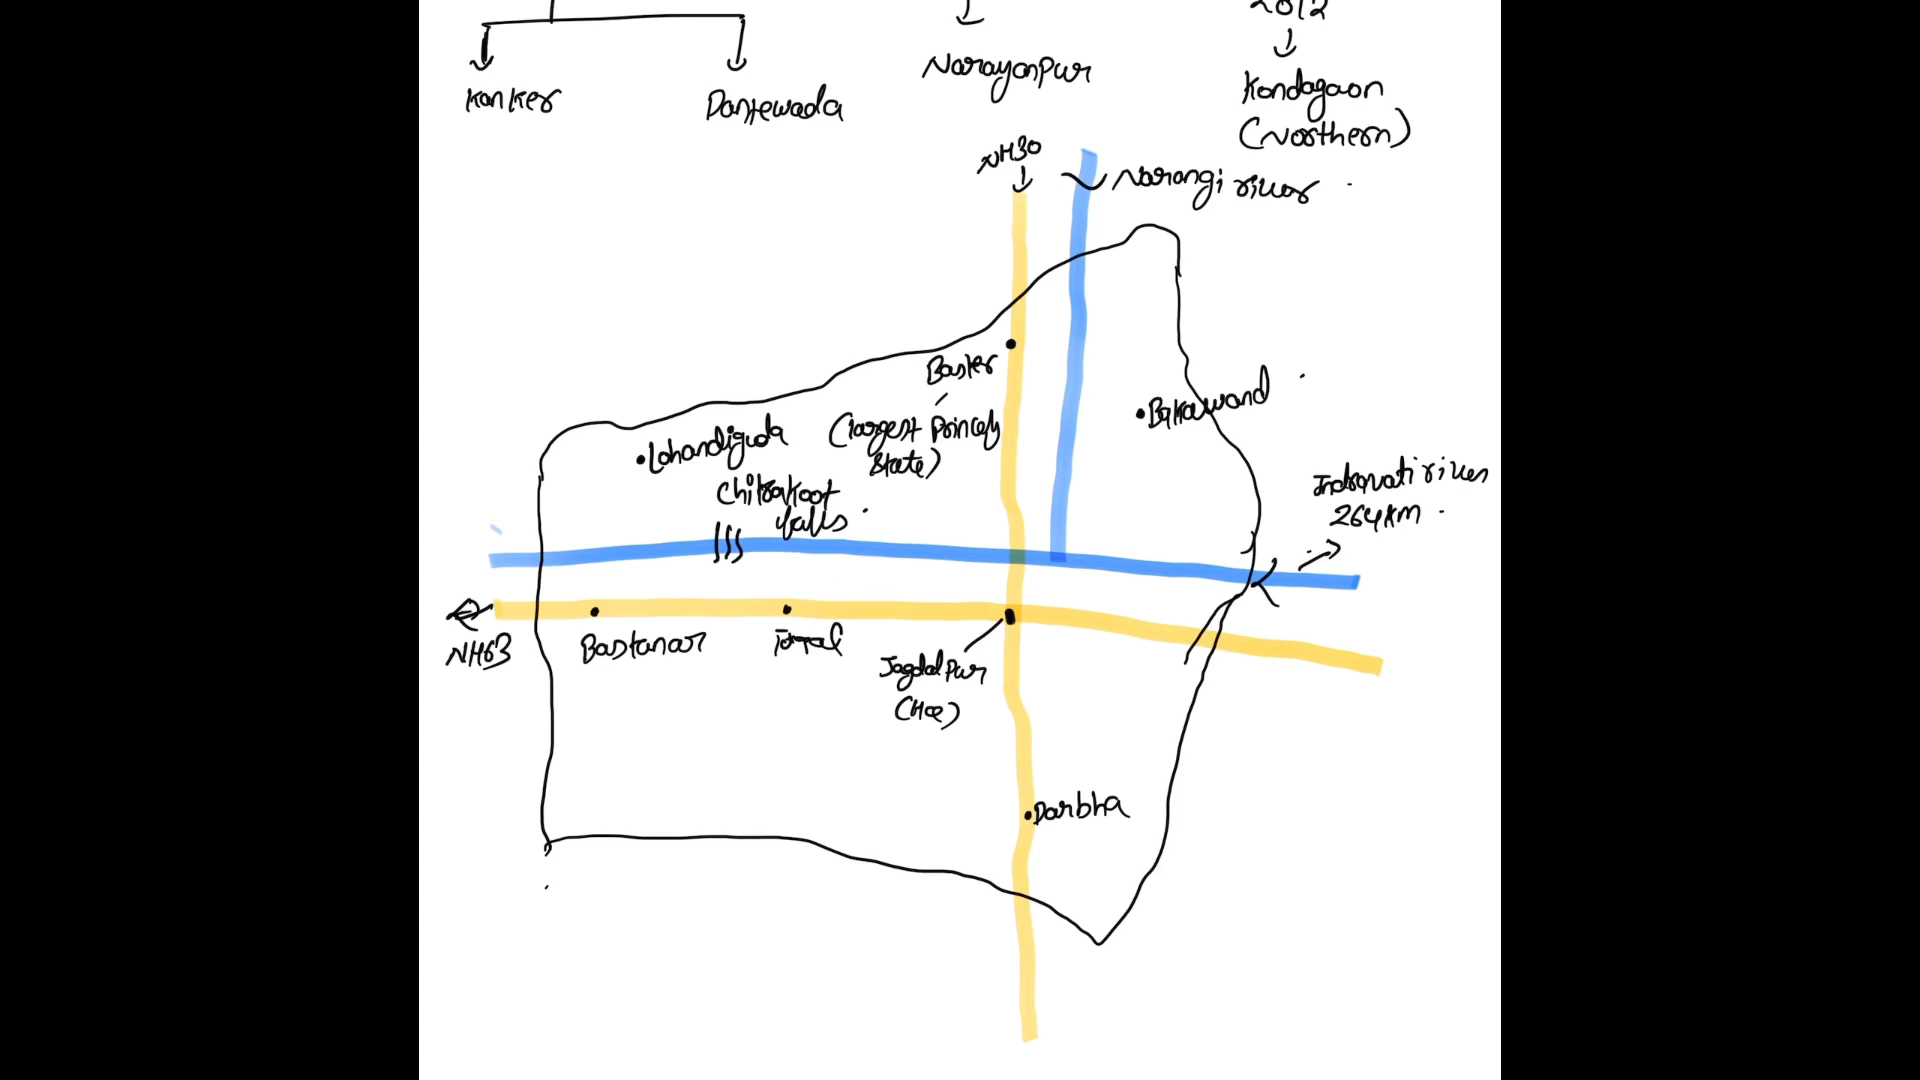 2012
Kanker
Dantewada
Narayanpur
Kondagaon
(Northern)
NH30
Narangi river
Baster
(largest Princely
State)
Bakawand
Lohandiguda
Chitrakoot
falls
Indravati river
264km
NH63
Bastanar
Tokpal
Jagdalpur
(HQ)
Darbha